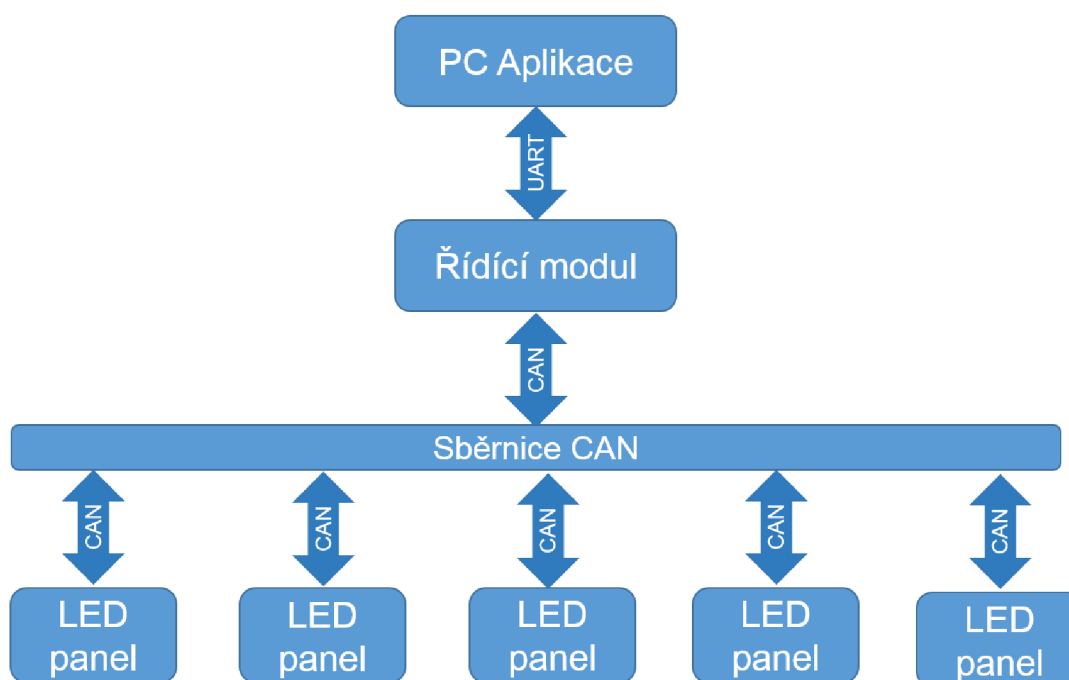 PC Aplikace
UART
Řídící modul
CAN
Sběrnice CAN
CAN
CAN
CAN
CAN
CAN
LED
panel
LED
panel
LED
panel
LED
panel
LED
panel